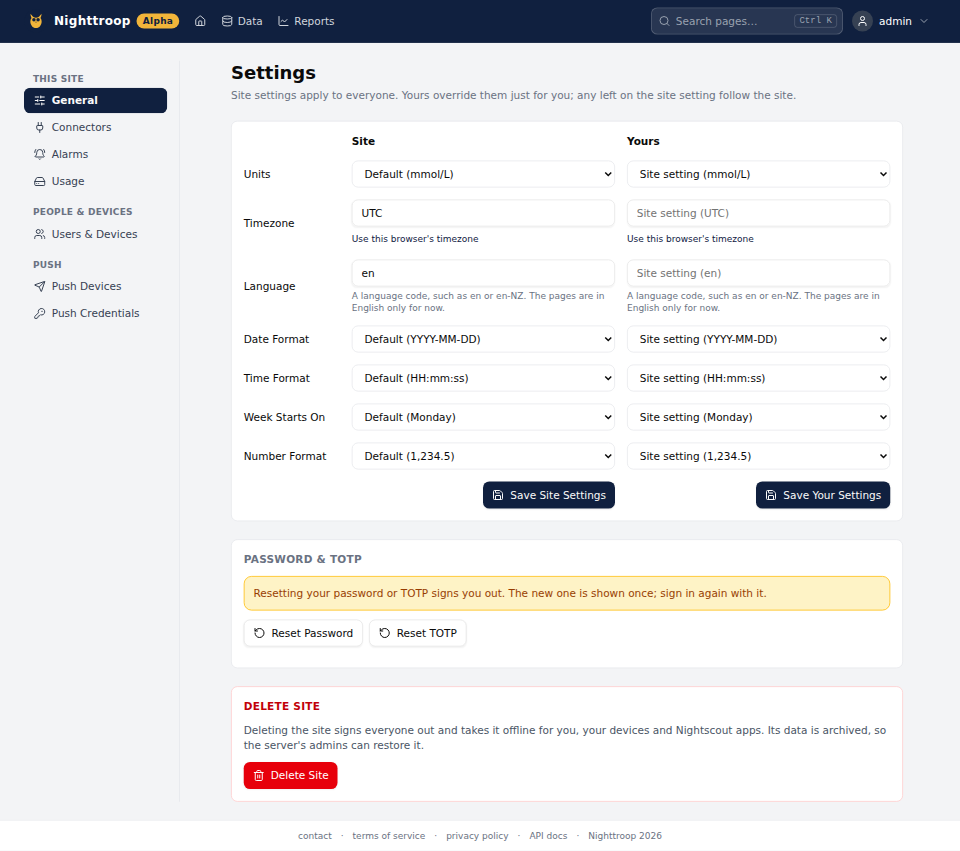 Nighttroop Alpha Data Reports Search pages... Ctrl K admin
THIS SITE
General
Connectors
Alarms
Usage
PEOPLE & DEVICES
Users & Devices
PUSH
Push Devices
Push Credentials
Settings
Site settings apply to everyone. Yours override them just for you; any left on the site setting follow the site.
Site Yours
Units Default (mmol/L) Site setting (mmol/L)
Timezone UTC Site setting (UTC)
Use this browser's timezone Use this browser's timezone
Language en Site setting (en)
A language code, such as en or en-NZ. The pages are in A language code, such as en or en-NZ. The pages are in
English only for now. English only for now.
Date Format Default (YYYY-MM-DD) Site setting (YYYY-MM-DD)
Time Format Default (HH:mm:ss) Site setting (HH:mm:ss)
Week Starts On Default (Monday) Site setting (Monday)
Number Format Default (1,234.5) Site setting (1,234.5)
Save Site Settings Save Your Settings
PASSWORD & TOTP
Resetting your password or TOTP signs you out. The new one is shown once; sign in again with it.
Reset Password Reset TOTP
DELETE SITE
Deleting the site signs everyone out and takes it offline for you, your devices and Nightscout apps. Its data is archived, so
the server's admins can restore it.
Delete Site
contact · terms of service · privacy policy · API docs · Nighttroop 2026